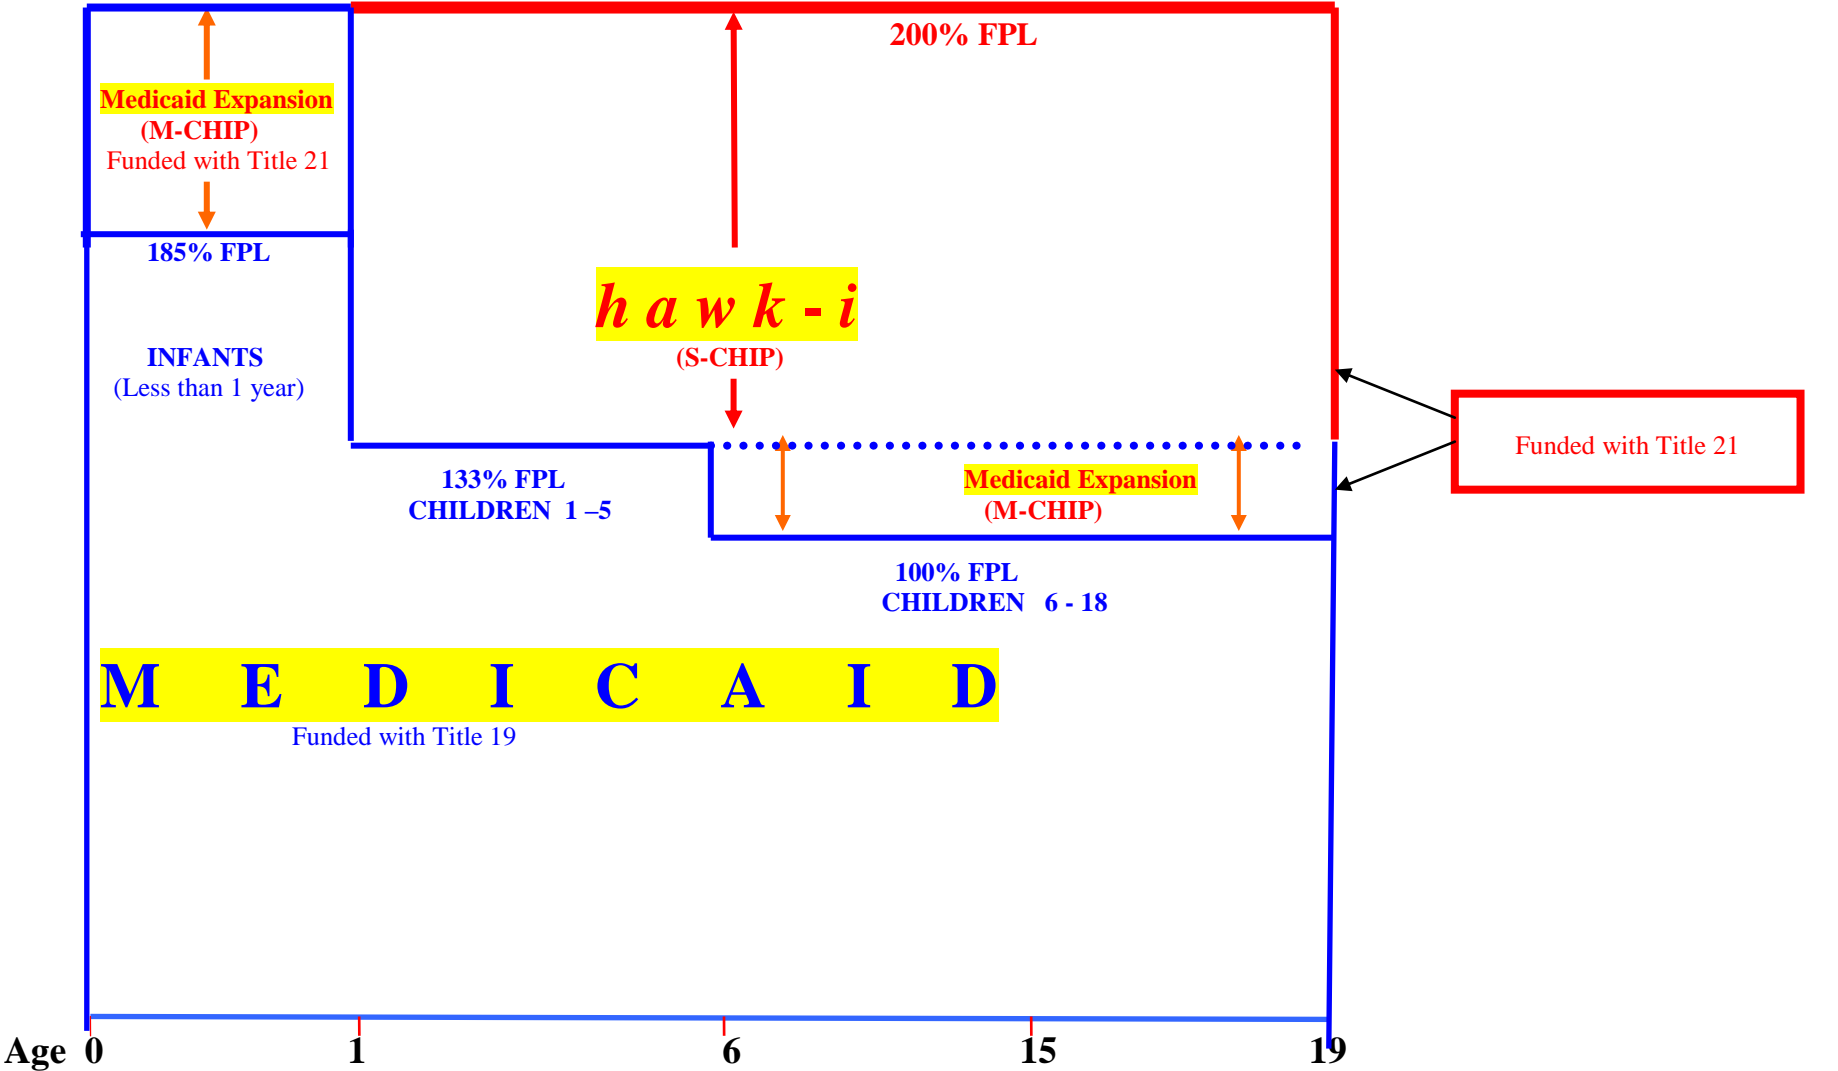 200% FPL
Medicaid Expansion
(M-CHIP)
Funded with Title 21
185% FPL
INFANTS
(Less than 1 year)
hawk-i
(S-CHIP)
133% FPL
CHILDREN 1 –5
Medicaid Expansion
(M-CHIP)
Funded with Title 21
100% FPL
CHILDREN 6 - 18
MEDICAID
Funded with Title 19
Age 0 1 6 15 19